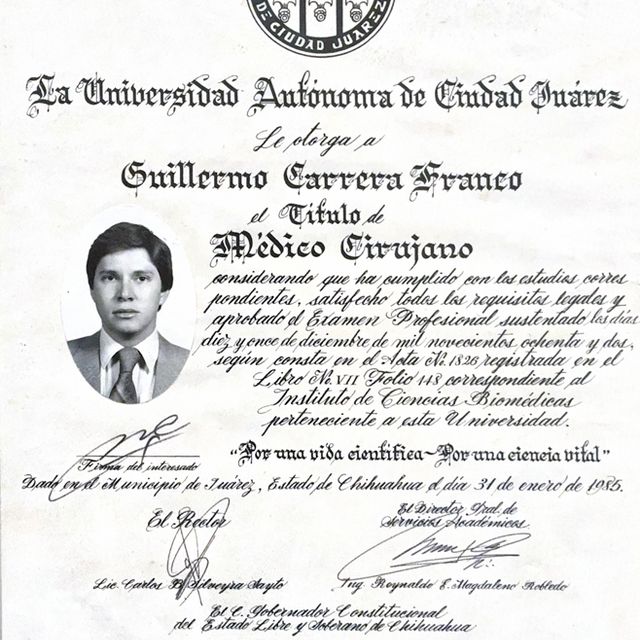 DE CIUDAD JUAREZ
La Universidad Autónoma de Ciudad Juárez
Le otorga a
Guillermo Carrera Franco
el Título de
Médico Cirujano
considerando que ha cumplido con los estudios corres
pondientes, satisfecho todos los requisitos legales y
aprobado el Examen Profesional sustentado los días
diez y once de diciembre de mil novecientos ochenta y dos,
según consta en el Acta No. 1826 registrada en el
Libro No. VII Folio 448 correspondiente al
Instituto de Ciencias Biomédicas
perteneciente a esta Universidad.
"Por una vida científica ~ Por una ciencia vital"
Firma del interesado
Dado en el Municipio de Juárez, Estado de Chihuahua el día 31 de enero de 1985.
El Rector
El Director Gral. de
Servicios Académicos
Lic. Carlos B. Silveyra Sayto
Ing. Reynaldo E. Magdaleno Robledo
El C. Gobernador Constitucional
del Estado Libre y Soberano de Chihuahua